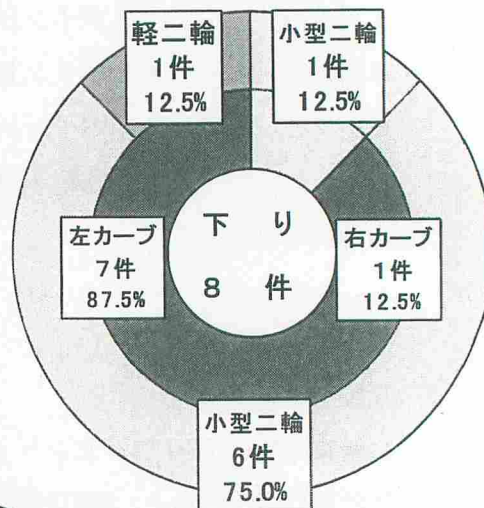 軽二輪
1件
12.5%
小型二輪
1件
12.5%
左カーブ
7件
87.5%
下り
8件
右カーブ
1件
12.5%
小型二輪
6件
75.0%